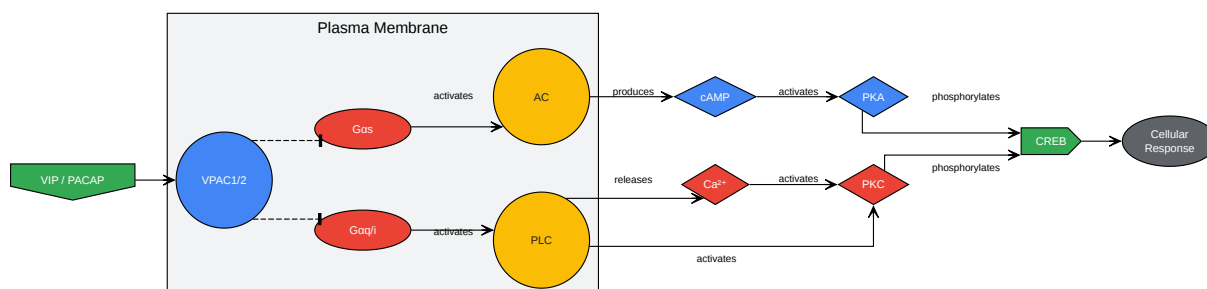 Plasma Membrane
VIP / PACAP
VPAC1/2
Gαs
activates
AC
produces
cAMP
activates
PKA
phosphorylates
Gαq/i
activates
PLC
releases
Ca²⁺
activates
PKC
phosphorylates
activates
CREB
Cellular
Response